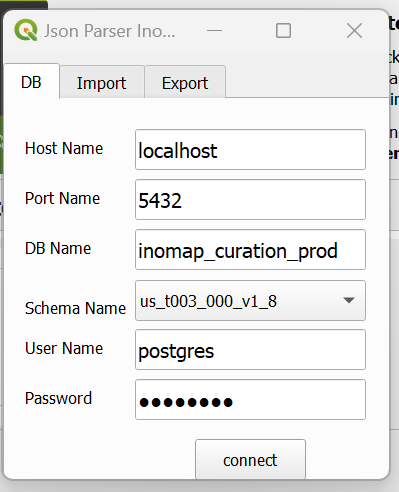 Json Parser Ino...
DB Import Export
Host Name localhost
Port Name 5432
DB Name inomap_curation_prod
Schema Name us_t003_000_v1_8
User Name postgres
Password ●●●●●●●●
connect